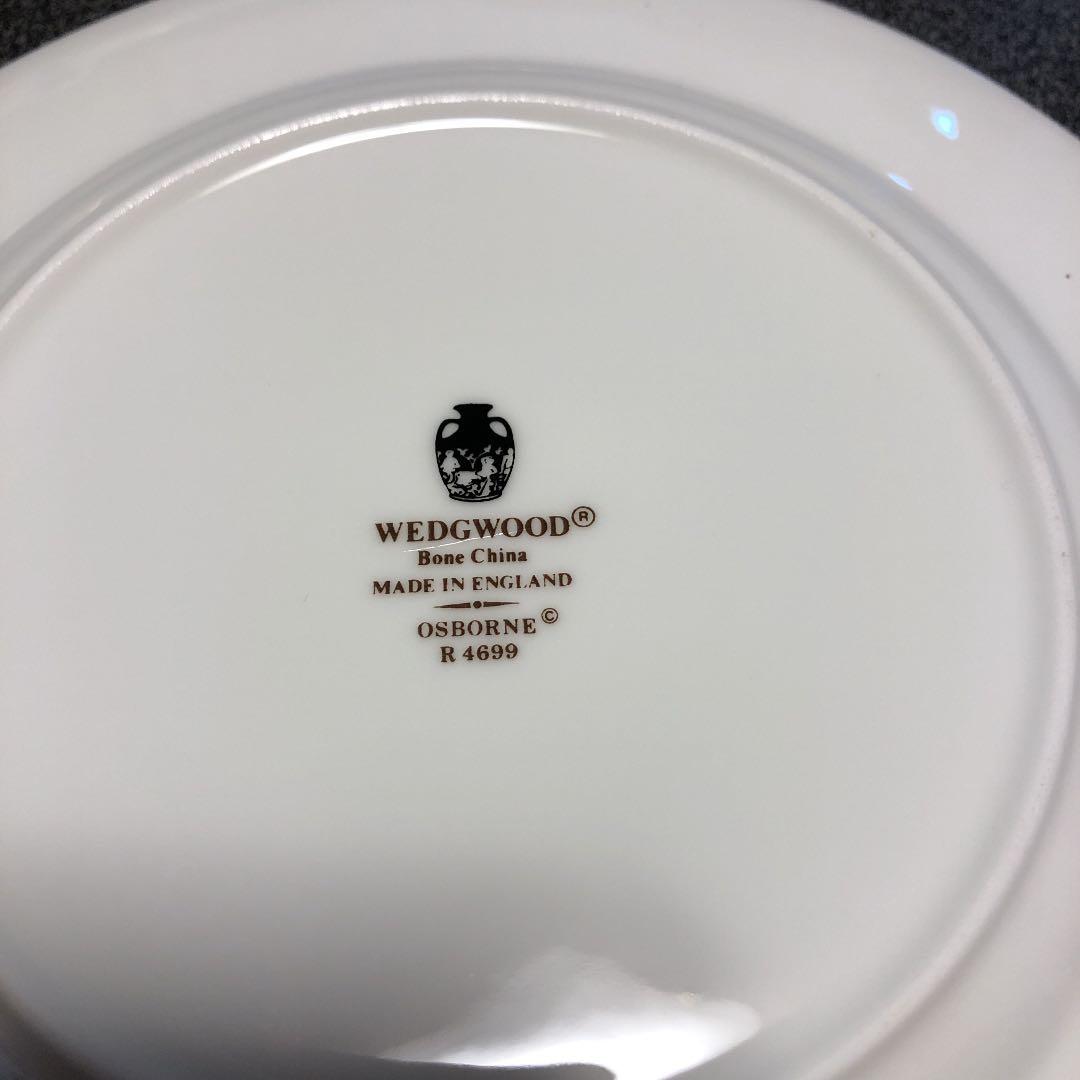 WEDGWOOD®
Bone China
MADE IN ENGLAND
OSBORNE©
R 4699